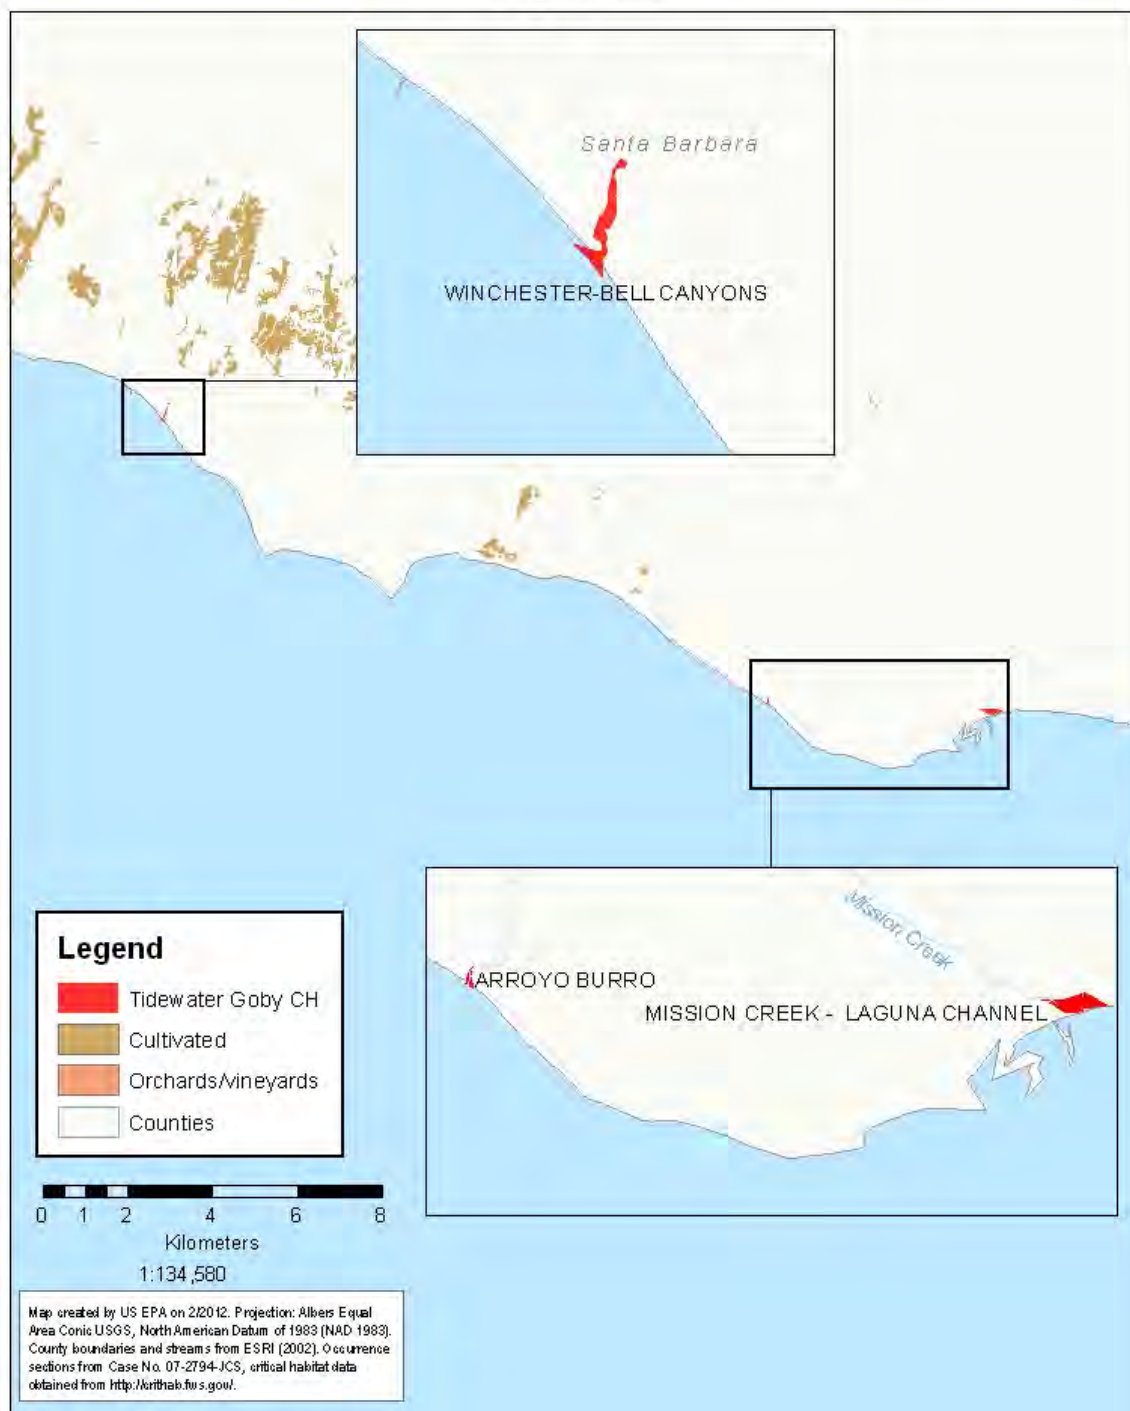 Santa Barbara
WINCHESTER-BELL CANYONS
Mission Creek
ARROYO BURRO
MISSION CREEK - LAGUNA CHANNEL
Legend
Tidewater Goby CH
Cultivated
Orchards/vineyards
Counties
0 1 2 4 6 8
Kilometers
1:134,580
Map created by US EPA on 2/2012. Projection: Albers Equal
Area Conic USGS, North American Datum of 1983 (NAD 1983).
County boundaries and streams from ESRI (2002). Occurrence
sections from Case No. 07-2794-JCS, critical habitat data
obtained from http://crithab.fws.gov/.